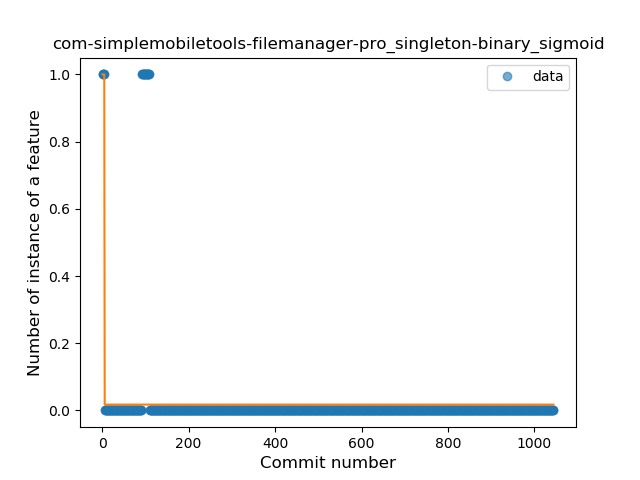 com-simplemobiletools-filemanager-pro_singleton-binary_sigmoid
data
Number of instance of a feature
1.0
0.8
0.6
0.4
0.2
0.0
0 200 400 600 800 1000
Commit number